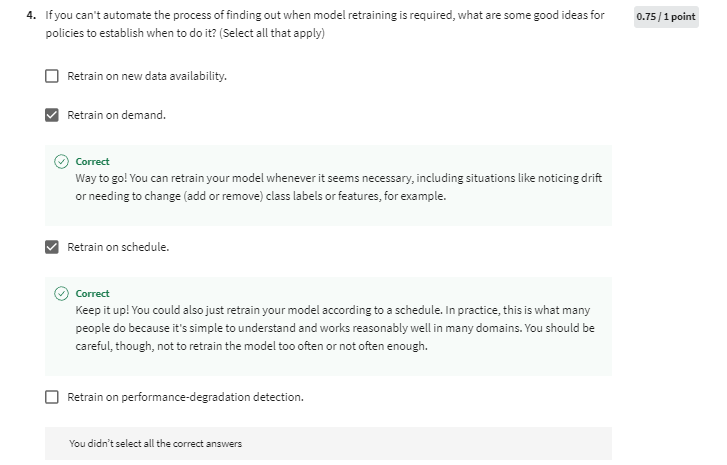 4. If you can't automate the process of finding out when model retraining is required, what are some good ideas for
0.75 / 1 point
policies to establish when to do it? (Select all that apply)
Retrain on new data availability.
Retrain on demand.
Correct
Way to go! You can retrain your model whenever it seems necessary, including situations like noticing drift
or needing to change (add or remove) class labels or features, for example.
Retrain on schedule.
Correct
Keep it up! You could also just retrain your model according to a schedule. In practice, this is what many
people do because it's simple to understand and works reasonably well in many domains. You should be
careful, though, not to retrain the model too often or not often enough.
Retrain on performance-degradation detection.
You didn't select all the correct answers